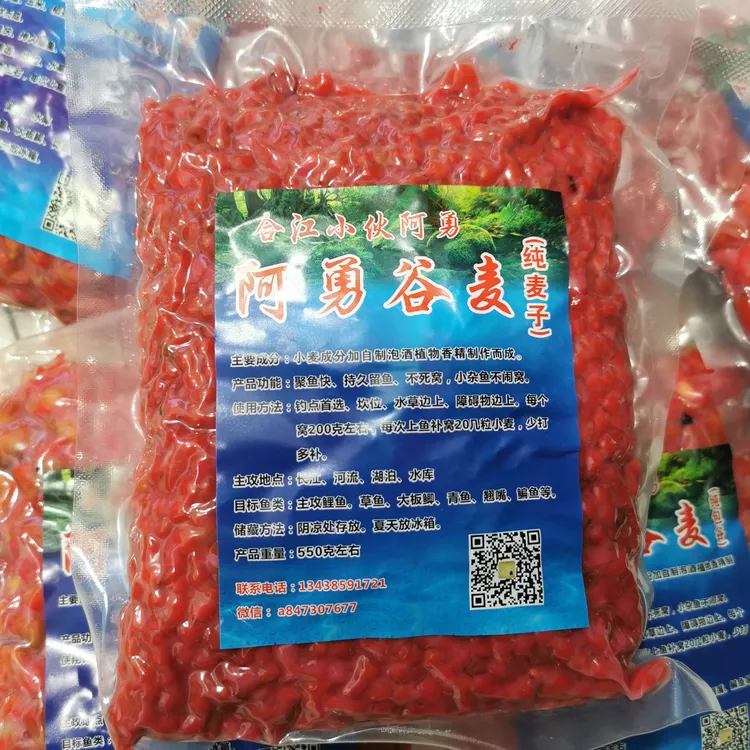 合江小伙阿勇
阿勇谷麦
(纯麦子)
主要成分：小麦成分加自制泡酒植物香精制作而成。
产品功能：聚鱼快、持久留鱼、不死窝，小杂鱼不闹窝。
使用方法：钓点首选、坎位、水草边上、障碍物边上，每个
窝200克左右，每次上鱼补窝20几粒小麦，少打
多补。
主攻地点：长江、河流、湖泊、水库
目标鱼类：主攻鲤鱼、草鱼、大板鲫、青鱼、翘嘴、鳊鱼等。
储藏方法：阴凉处存放。夏天放冰箱。
产品重量：550克左右
联系电话：13438591721
微信：a847307677
谷麦